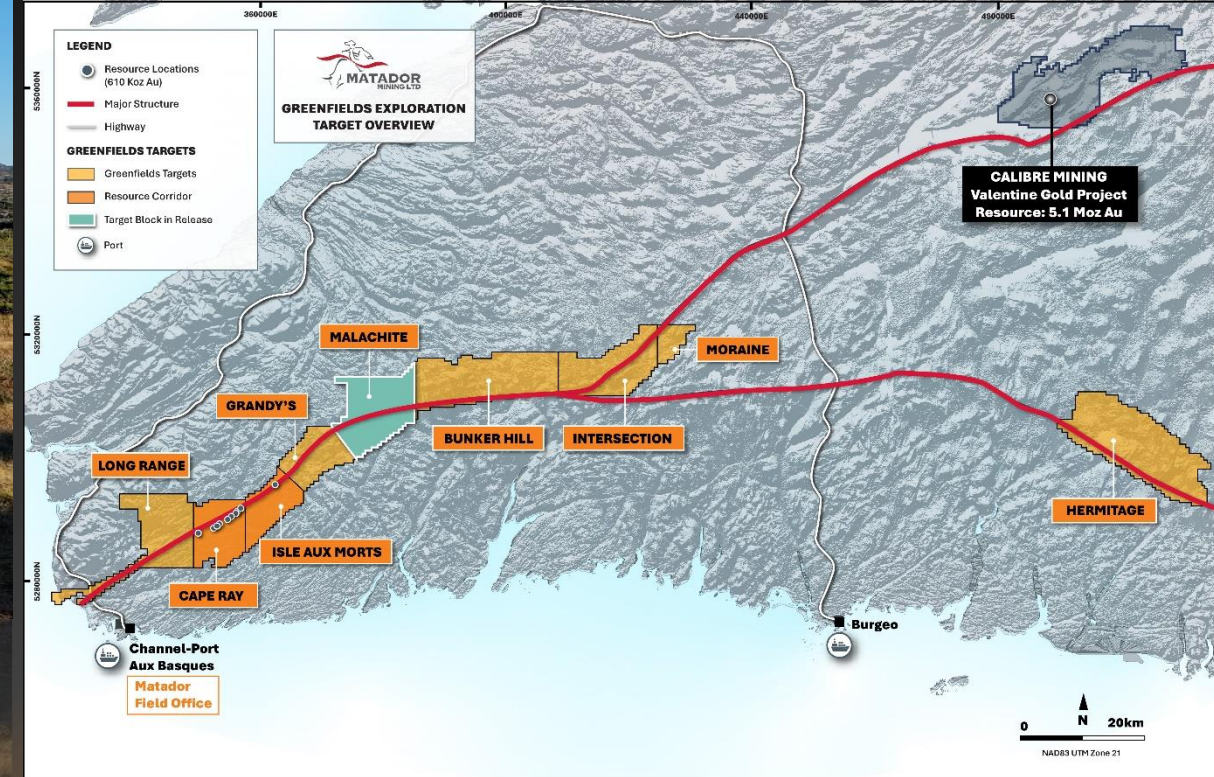 360000E
400000E
440000E
480000E
5360000N
5320000N
5280000N
LEGEND
Resource Locations
(610 Koz Au)
Major Structure
Highway
GREENFIELDS TARGETS
Greenfields Targets
Resource Corridor
Target Block in Release
Port
MATADOR
MINING LTD
GREENFIELDS EXPLORATION
TARGET OVERVIEW
CALIBRE MINING
Valentine Gold Project
Resource: 5.1 Moz Au
MALACHITE
MORAINE
GRANDY'S
BUNKER HILL
INTERSECTION
LONG RANGE
HERMITAGE
ISLE AUX MORTS
CAPE RAY
Burgeo
Channel-Port
Aux Basques
Matador
Field Office
0
N
20km
NAD83 UTM Zone 21